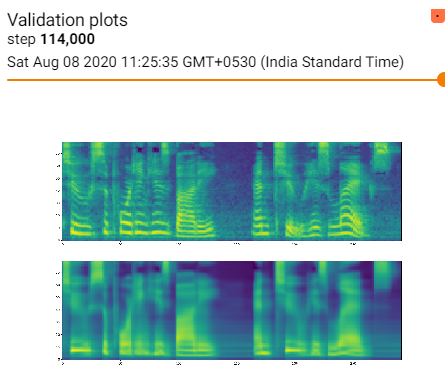 Validation plots
step 114,000
Sat Aug 08 2020 11:25:35 GMT+0530 (India Standard Time)